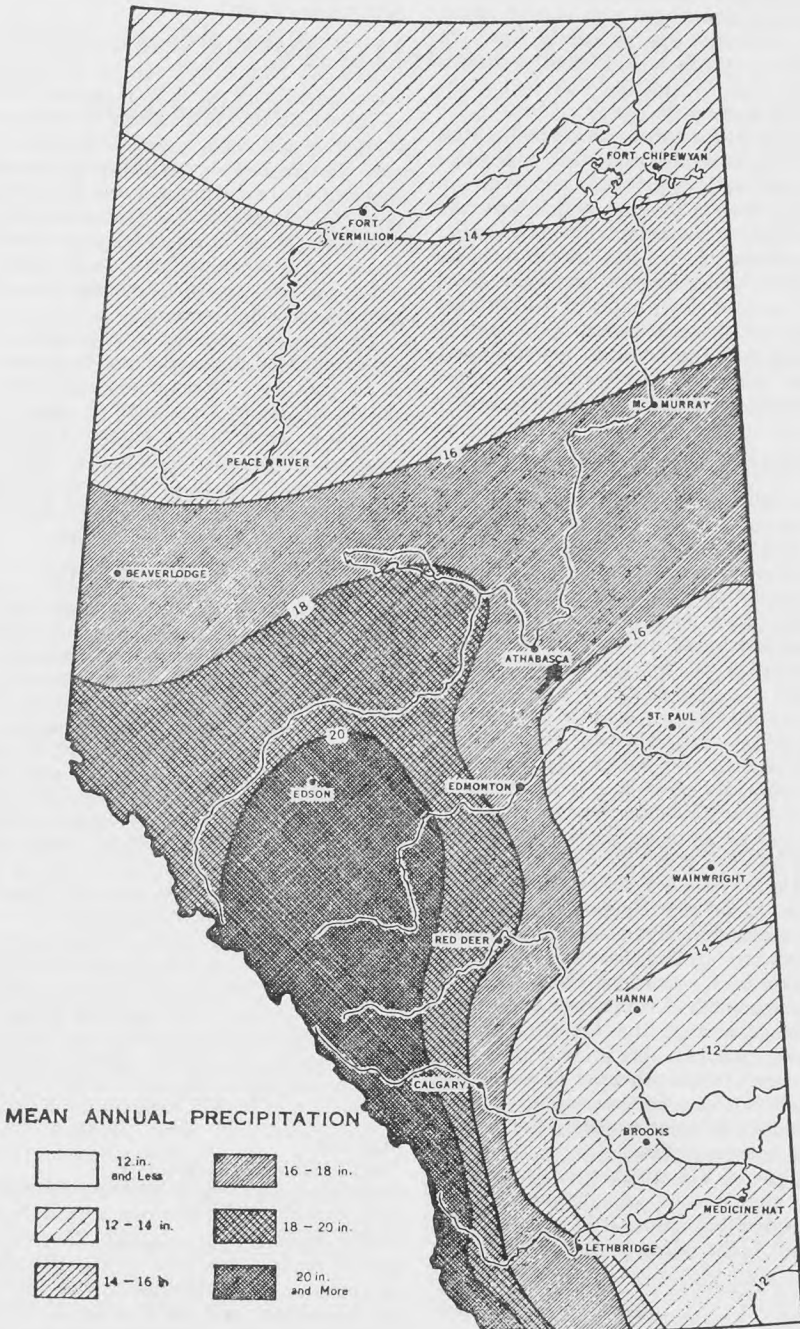 FORT CHIPEWYAN
FORT
VERMILION
14
Mc MURRAY
16
PEACE RIVER
BEAVERLODGE
18
16
ATHABASCA
ST. PAUL
20
EDSON
EDMONTON
WAINWRIGHT
RED DEER
14
HANNA
12
CALGARY
BROOKS
MEDICINE HAT
LETHBRIDGE
12
MEAN ANNUAL PRECIPITATION
12 in.
and Less
16 - 18 in.
12 - 14 in.
18 - 20 in.
14 - 16 in
20 in.
and More